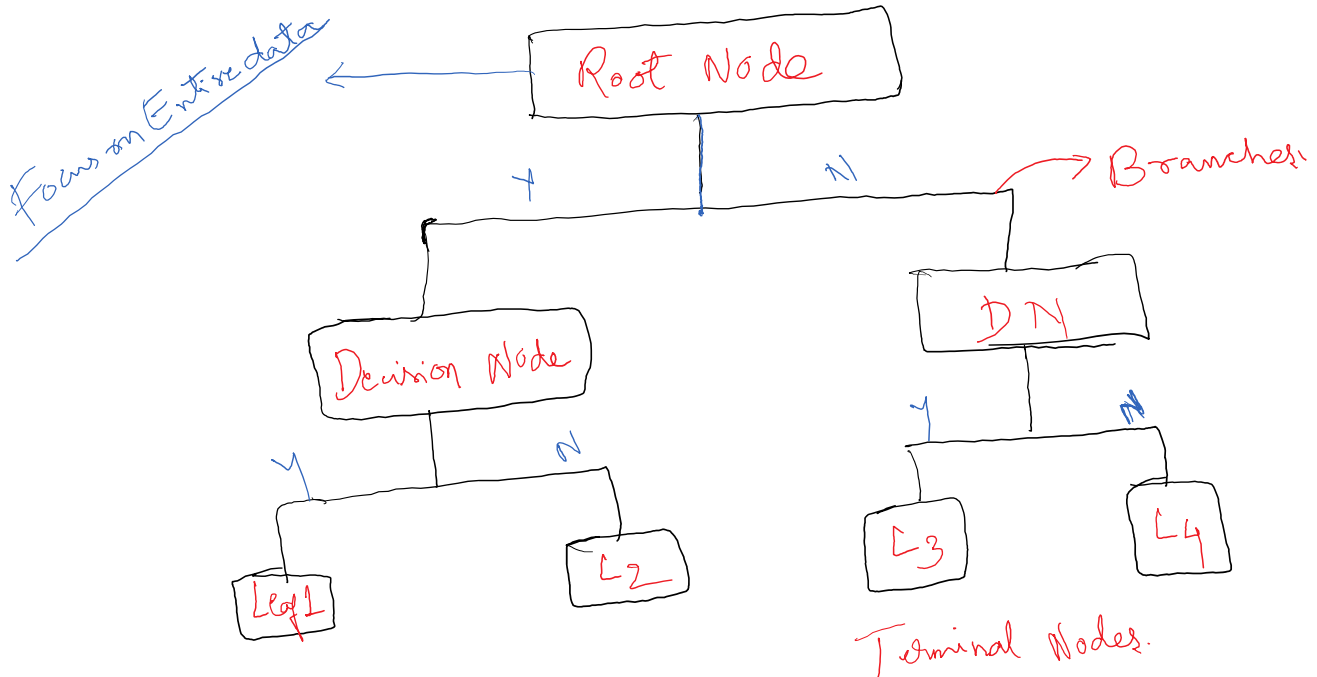 Root Node
Focus on Entire data
Y
N
Branches.
Decision Node
DN
Y
N
Y
N
Leaf 1
L2
L3
L4
Terminal Nodes.